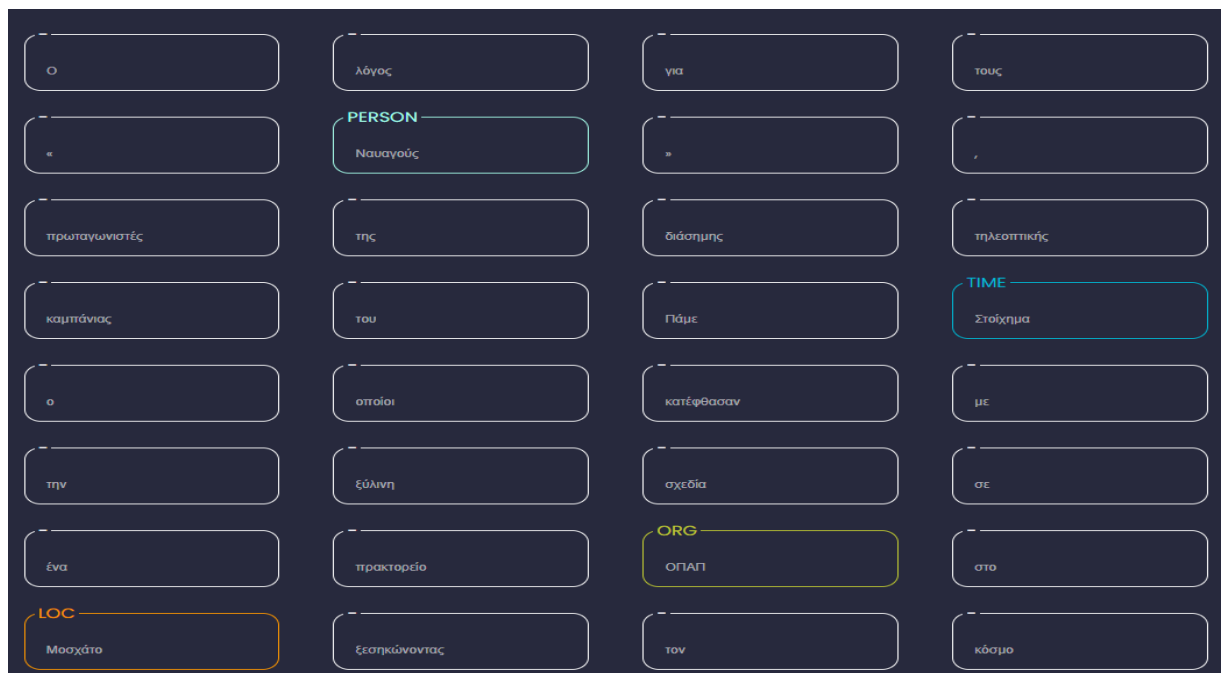 – – – –
Ο λόγος για τους
– PERSON – –
« Ναυαγούς » ,
– – – –
πρωταγωνιστές της διάσημης τηλεοπτικής
– – – TIME
καμπάνιας του Πάμε Στοίχημα
– – – –
ο οποίοι κατέφθασαν με
– – – –
την ξύλινη σχεδία σε
– – ORG –
ένα πρακτορείο ΟΠΑΠ στο
LOC – – –
Μοσχάτο ξεσηκώνοντας τον κόσμο